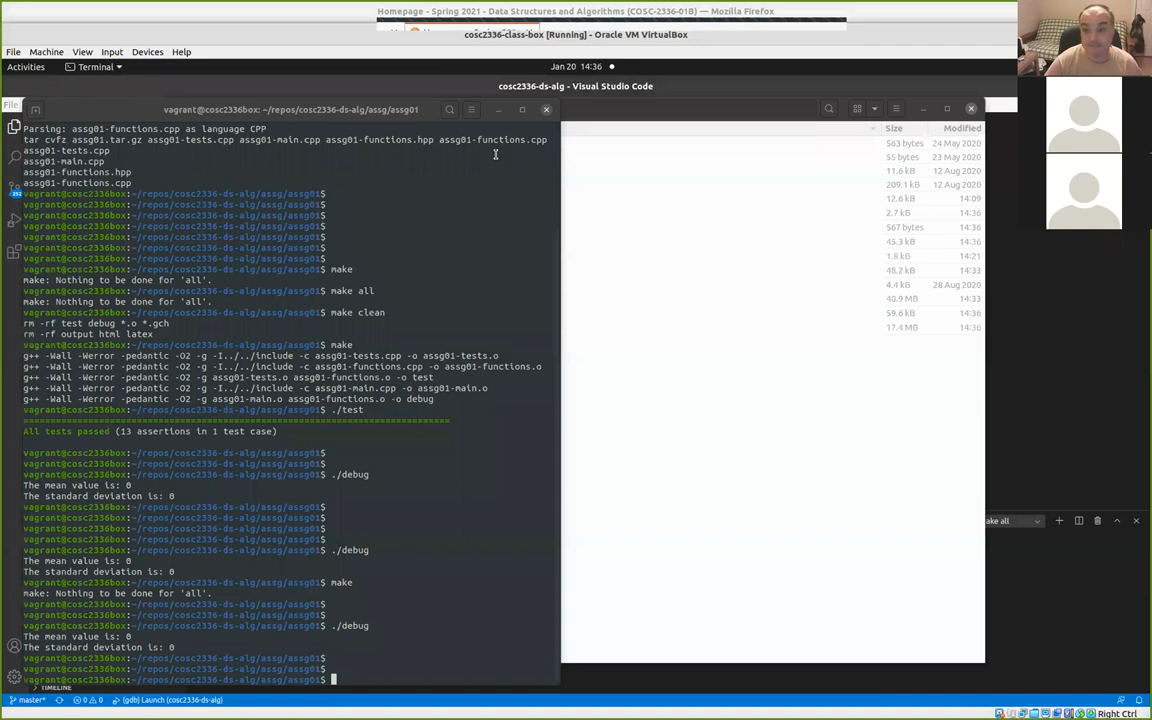 Homepage - Spring 2021 - Data Structures and Algorithms (COSC-2336-01B) — Mozilla Firefox
cosc2336-class-box [Running] - Oracle VM VirtualBox
File Machine View Input Devices Help
Activities Terminal Jan 20 14:36
cosc2336-ds-alg - Visual Studio Code
File
vagrant@cosc2336box: ~/repos/cosc2336-ds-alg/assg/assg01
Size Modified
Parsing: assg01-functions.cpp as language CPP
tar cvfz assg01.tar.gz assg01-tests.cpp assg01-main.cpp assg01-functions.hpp assg01-functions.cpp
assg01-tests.cpp
assg01-main.cpp
assg01-functions.hpp
assg01-functions.cpp
vagrant@cosc2336box:~/repos/cosc2336-ds-alg/assg/assg01$
vagrant@cosc2336box:~/repos/cosc2336-ds-alg/assg/assg01$
vagrant@cosc2336box:~/repos/cosc2336-ds-alg/assg/assg01$
vagrant@cosc2336box:~/repos/cosc2336-ds-alg/assg/assg01$
vagrant@cosc2336box:~/repos/cosc2336-ds-alg/assg/assg01$
vagrant@cosc2336box:~/repos/cosc2336-ds-alg/assg/assg01$
vagrant@cosc2336box:~/repos/cosc2336-ds-alg/assg/assg01$
vagrant@cosc2336box:~/repos/cosc2336-ds-alg/assg/assg01$ make
make: Nothing to be done for 'all'.
vagrant@cosc2336box:~/repos/cosc2336-ds-alg/assg/assg01$ make all
make: Nothing to be done for 'all'.
vagrant@cosc2336box:~/repos/cosc2336-ds-alg/assg/assg01$ make clean
rm -rf test debug *.o *.gch
rm -rf output html latex
vagrant@cosc2336box:~/repos/cosc2336-ds-alg/assg/assg01$ make
g++ -Wall -Werror -pedantic -O2 -g -I../../include -c assg01-tests.cpp -o assg01-tests.o
g++ -Wall -Werror -pedantic -O2 -g -I../../include -c assg01-functions.cpp -o assg01-functions.o
g++ -Wall -Werror -pedantic -O2 -g assg01-tests.o assg01-functions.o -o test
g++ -Wall -Werror -pedantic -O2 -g -I../../include -c assg01-main.cpp -o assg01-main.o
g++ -Wall -Werror -pedantic -O2 -g assg01-main.o assg01-functions.o -o debug
vagrant@cosc2336box:~/repos/cosc2336-ds-alg/assg/assg01$ ./test
===============================================================================
All tests passed (13 assertions in 1 test case)
vagrant@cosc2336box:~/repos/cosc2336-ds-alg/assg/assg01$
vagrant@cosc2336box:~/repos/cosc2336-ds-alg/assg/assg01$
vagrant@cosc2336box:~/repos/cosc2336-ds-alg/assg/assg01$ ./debug
The mean value is: 0
The standard deviation is: 0
vagrant@cosc2336box:~/repos/cosc2336-ds-alg/assg/assg01$
vagrant@cosc2336box:~/repos/cosc2336-ds-alg/assg/assg01$
vagrant@cosc2336box:~/repos/cosc2336-ds-alg/assg/assg01$
vagrant@cosc2336box:~/repos/cosc2336-ds-alg/assg/assg01$
vagrant@cosc2336box:~/repos/cosc2336-ds-alg/assg/assg01$ ./debug
The mean value is: 0
The standard deviation is: 0
vagrant@cosc2336box:~/repos/cosc2336-ds-alg/assg/assg01$ make
make: Nothing to be done for 'all'.
vagrant@cosc2336box:~/repos/cosc2336-ds-alg/assg/assg01$
vagrant@cosc2336box:~/repos/cosc2336-ds-alg/assg/assg01$
vagrant@cosc2336box:~/repos/cosc2336-ds-alg/assg/assg01$ ./debug
The mean value is: 0
The standard deviation is: 0
vagrant@cosc2336box:~/repos/cosc2336-ds-alg/assg/assg01$
vagrant@cosc2336box:~/repos/cosc2336-ds-alg/assg/assg01$
vagrant@cosc2336box:~/repos/cosc2336-ds-alg/assg/assg01$
563 bytes 24 May 2020
55 bytes 23 May 2020
11.6 kB 12 Aug 2020
209.1 kB 12 Aug 2020
12.6 kB 14:09
2.7 kB 14:36
567 bytes 14:36
45.3 kB 14:36
1.8 kB 14:21
48.2 kB 14:33
4.4 kB 28 Aug 2020
40.9 MB 14:33
59.6 kB 14:36
17.4 MB 14:36
ake all
TIMELINE
master* 0 0 (gdb) Launch (cosc2336-ds-alg)
Right Ctrl